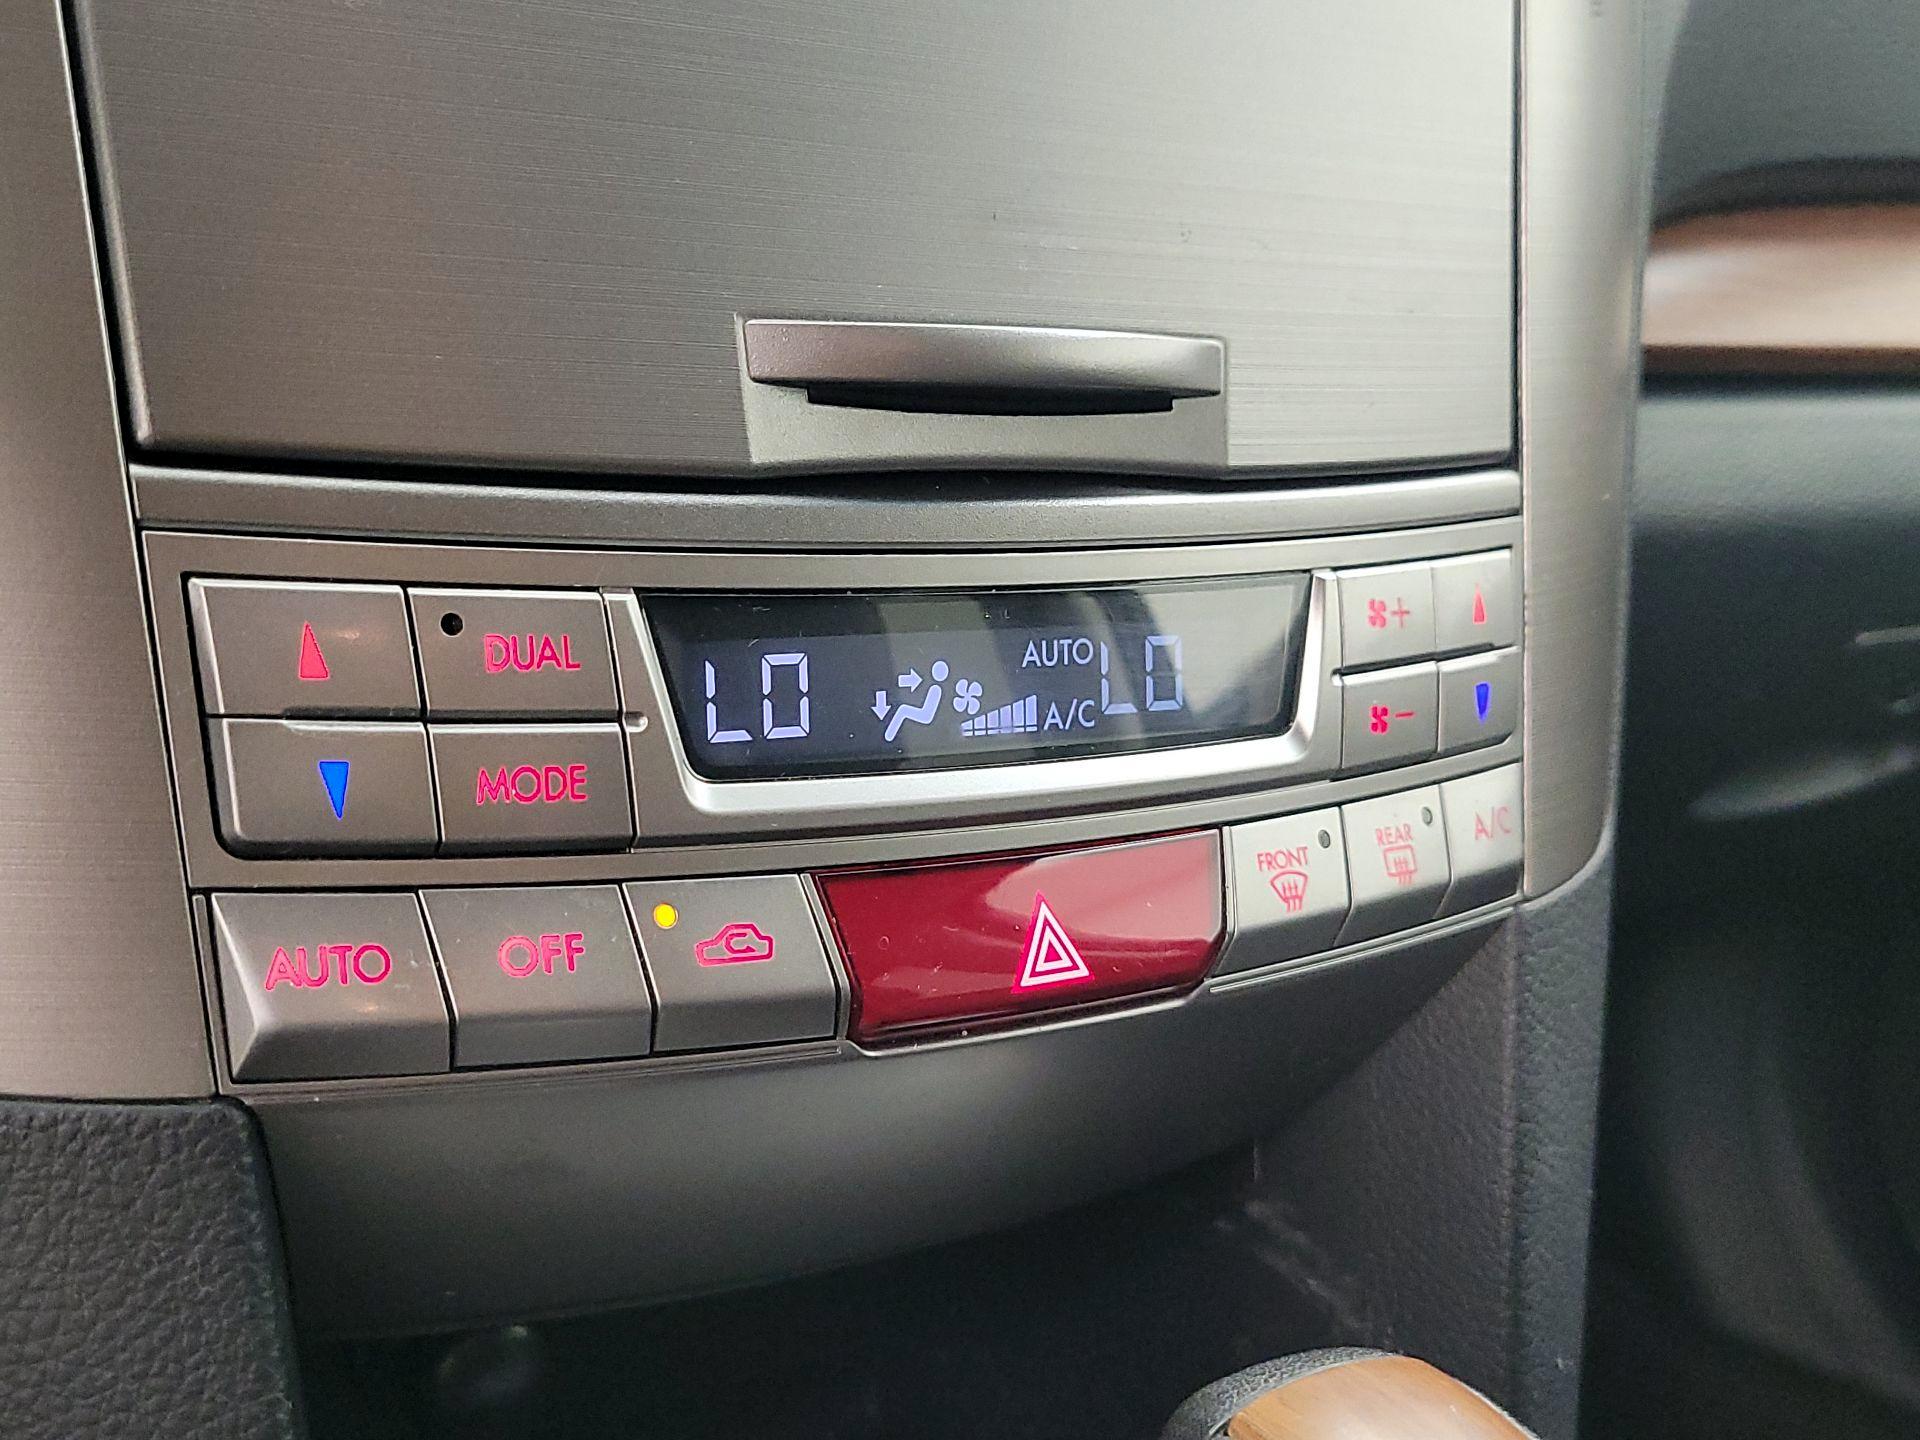 DUAL
LO AUTO LO
A/C
MODE
FRONT
REAR
A/C
AUTO
OFF